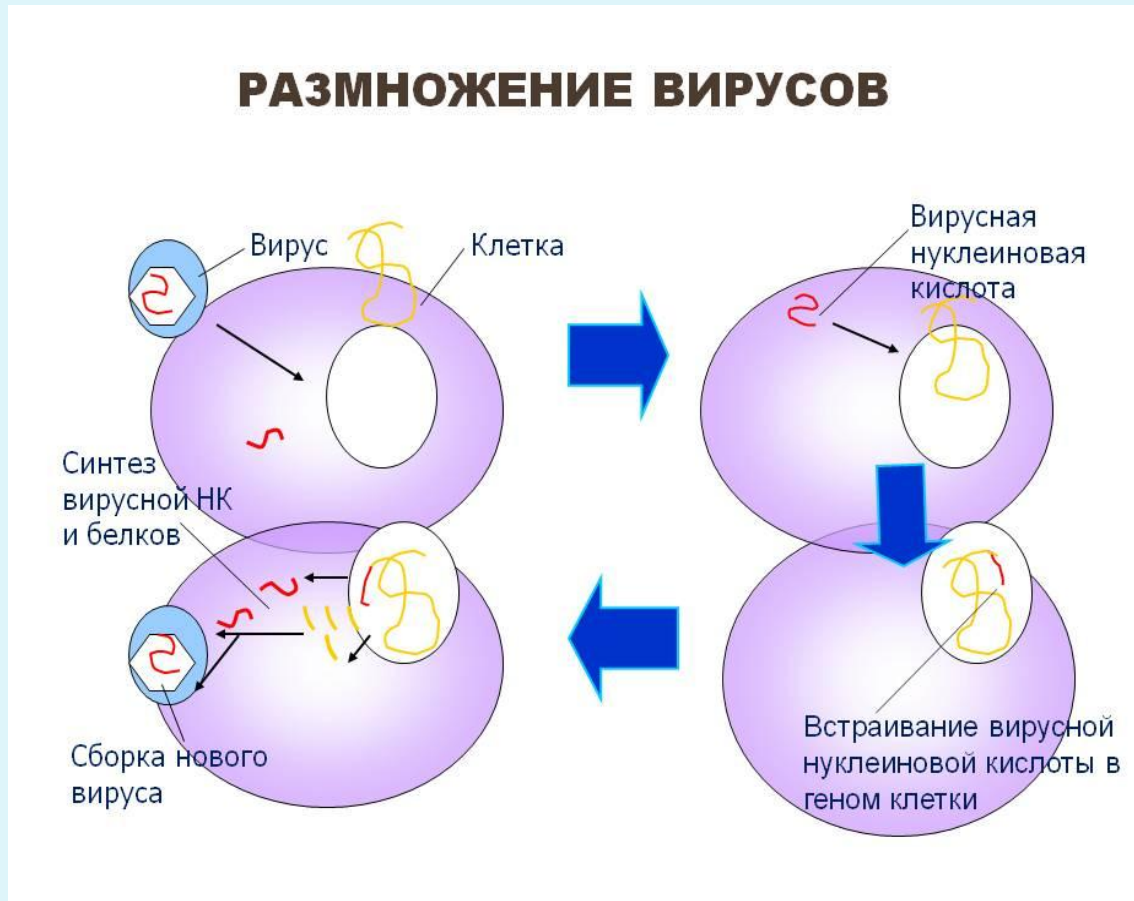 РАЗМНОЖЕНИЕ ВИРУСОВ
Вирус
Клетка
Вирусная
нуклеиновая
кислота
Синтез
вирусной НК
и белков
Сборка нового
вируса
Встраивание вирусной
нуклеиновой кислоты в
геном клетки